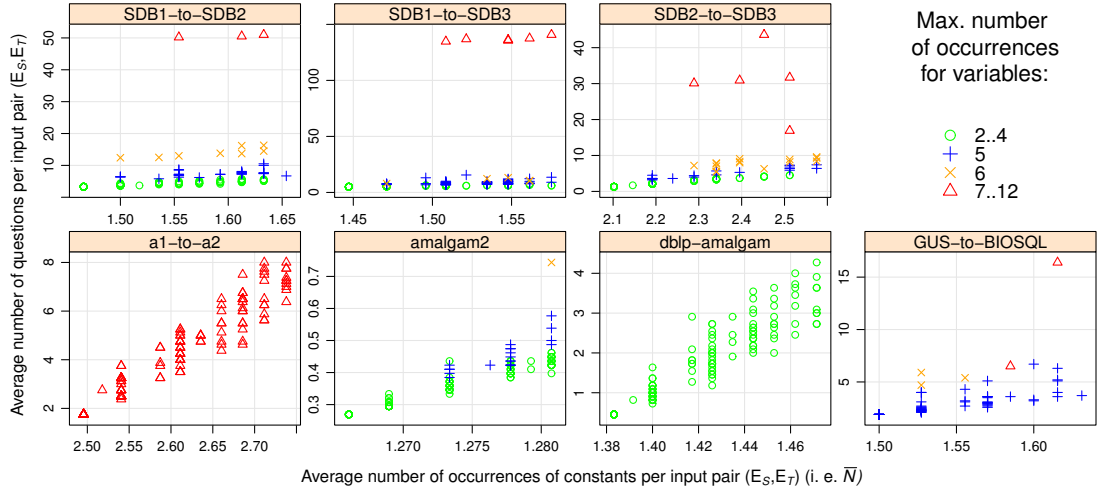 SDB1−to−SDB2
SDB1−to−SDB3
SDB2−to−SDB3
Max. number
of occurrences
for variables:
2..4
5
6
7..12
Average number of questions per input pair (E_S,E_T)
10 20 30 40 50
1.50 1.55 1.60 1.65
0 50 100
1.45 1.50 1.55
0 10 20 30 40
2.1 2.2 2.3 2.4 2.5
a1−to−a2
amalgam2
dblp−amalgam
GUS−to−BIOSQL
2 4 6 8
2.50 2.55 2.60 2.65 2.70
0.3 0.4 0.5 0.6 0.7
1.270 1.280
1 2 3 4
1.38 1.40 1.42 1.44 1.46
5 10 15
1.50 1.55 1.60
Average number of occurrences of constants per input pair (E_S,E_T) (i. e. N̅)